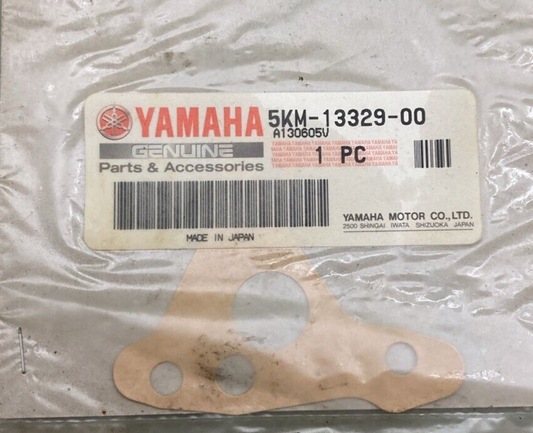 YAMAHA 5KM-13329-00
A130605V
GENUINE
Parts & Accessories
1 PC
YAMAHA MOTOR CO., LTD.
2500 SHINGAI IWATA SHIZUOKA JAPAN
MADE IN JAPAN